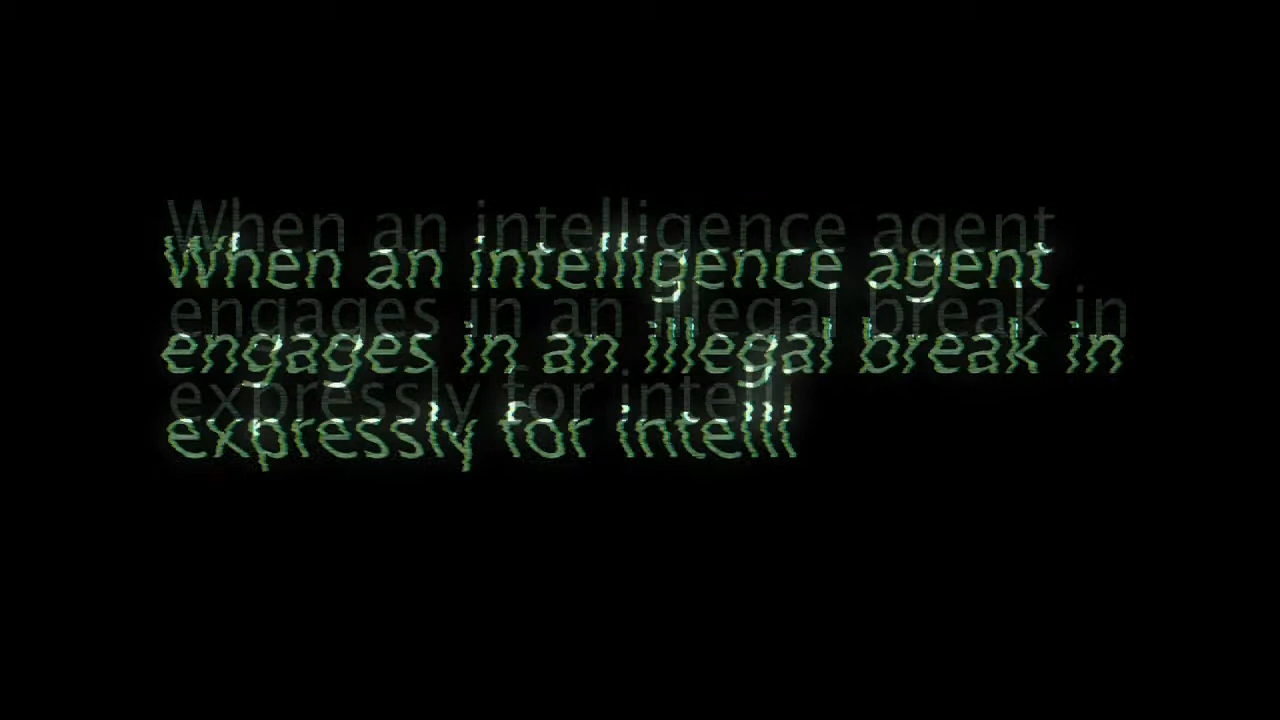 When an intelligence agent
engages in an illegal break in
expressly for intelli